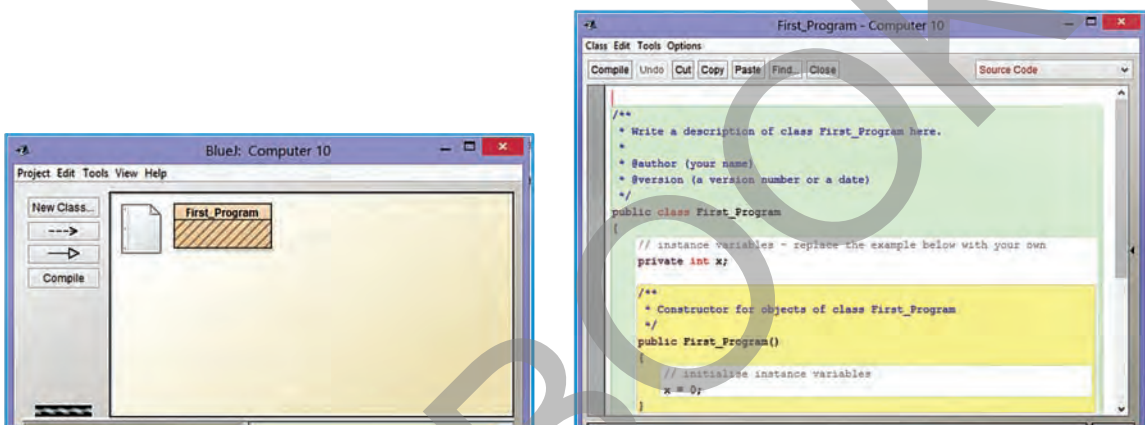 BlueJ: Computer 10
Project Edit Tools View Help
New Class...
Compile
First_Program
First_Program - Computer 10
Class Edit Tools Options
Compile Undo Cut Copy Paste Find... Close
Source Code
/**
* Write a description of class First_Program here.
*
* @author (your name)
* @version (a version number or a date)
*/
public class First_Program
{
// instance variables - replace the example below with your own
private int x;
/**
* Constructor for objects of class First_Program
*/
public First_Program()
{
// initialise instance variables
x = 0;
}